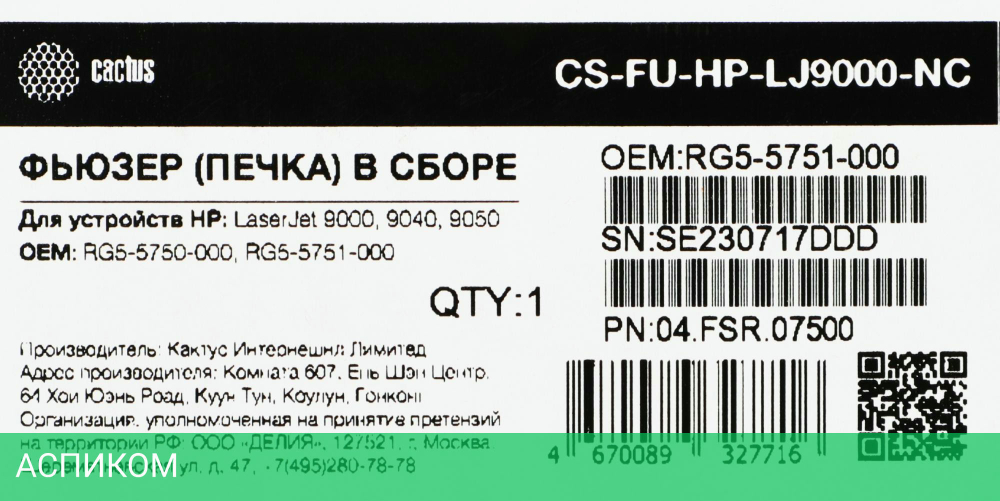 cactus
CS-FU-HP-LJ9000-NC
ФЬЮЗЕР (ПЕЧКА) В СБОРЕ
Для устройств HP: LaserJet 9000, 9040, 9050
OEM: RG5-5750-000, RG5-5751-000
OEM:RG5-5751-000
SN:SE230717DDD
QTY:1
PN:04.FSR.07500
Производитель: Кактус Интернешнл Лимитед
Адрес производителя: Комната 607, Ень Шэн Центр,
64 Хои Юэнь Роад, Куун Тун, Коулун, Гонконг
Организация, уполномоченная на принятие претензий
на территории РФ: ООО «ДЕЛИЯ», 127521, г. Москва
ул. д. 47, +7(495)280-78-78
4 670089 327716
АСПИКОМ